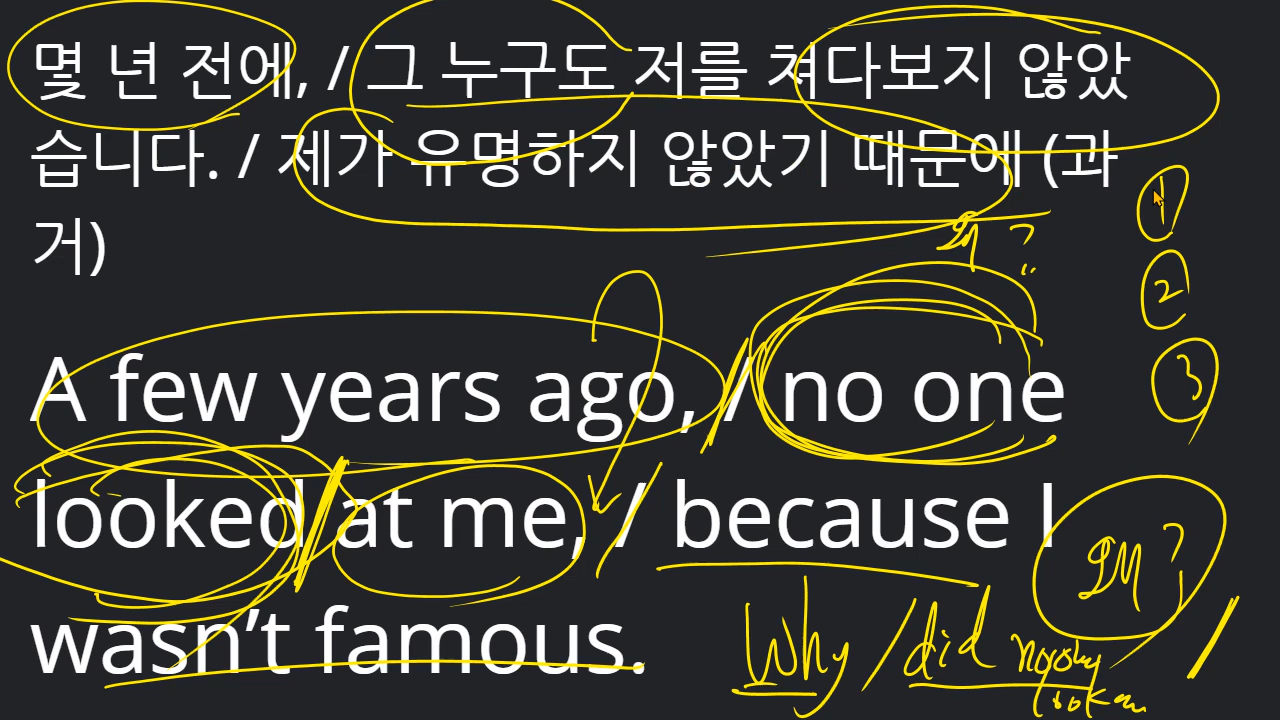 몇 년 전에, / 그 누구도 저를 쳐다보지 않았
습니다. / 제가 유명하지 않았기 때문에 (과
거)
①
②
③
A few years ago, / no one
looked at me, / because I
wasn't famous.
Why / did